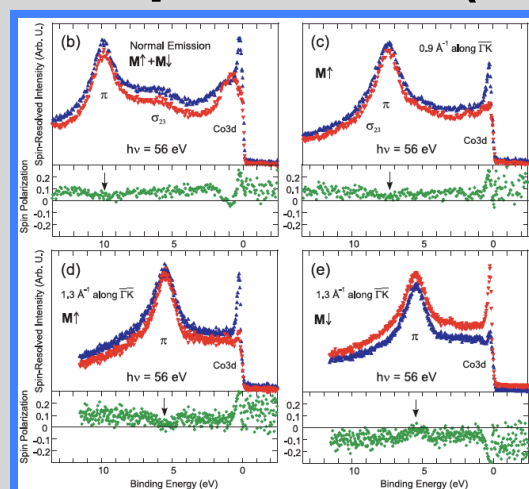 (b)
Normal Emission
M↑+M↓
π
σ₂₃
Co3d
hν = 56 eV
Spin-Resolved Intensity (Arb. U.)
Spin Polarization
0.2
0.1
0
-0.1
-0.2
10 5 0
(c)
0.9 Å⁻¹ along Γ̅K̅
M↑
π
σ₂₃
Co3d
hν = 56 eV
0.2
0.1
0
-0.1
-0.2
10 5 0
(d)
1.3 Å⁻¹ along Γ̅K̅
M↑
π
Co3d
hν = 56 eV
Spin-Resolved Intensity (Arb. U.)
Spin Polarization
0.2
0.1
0
-0.1
-0.2
10 5 0
Binding Energy (eV)
(e)
1.3 Å⁻¹ along Γ̅K̅
M↓
π
Co3d
hν = 56 eV
0.2
0.1
0
-0.1
-0.2
10 5 0
Binding Energy (eV)